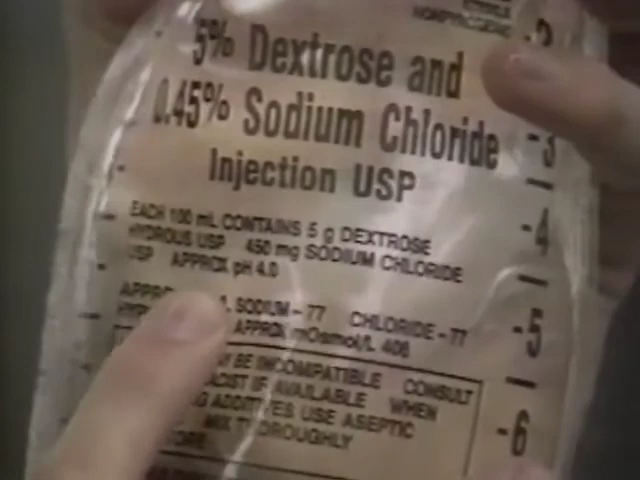 STERILE
NONPYROGENIC
5% Dextrose and
0.45% Sodium Chloride
Injection USP
EACH 100 mL CONTAINS 5 g DEXTROSE
HYDROUS USP 450 mg SODIUM CHLORIDE
USP APPROX pH 4.0
SODIUM - 77 CHLORIDE - 77
APPROX mOsmol/L 406
BE INCOMPATIBLE CONSULT
IF AVAILABLE WHEN
ADDITIVES USE ASEPTIC
MIX THOROUGHLY
-3
-4
-5
-6